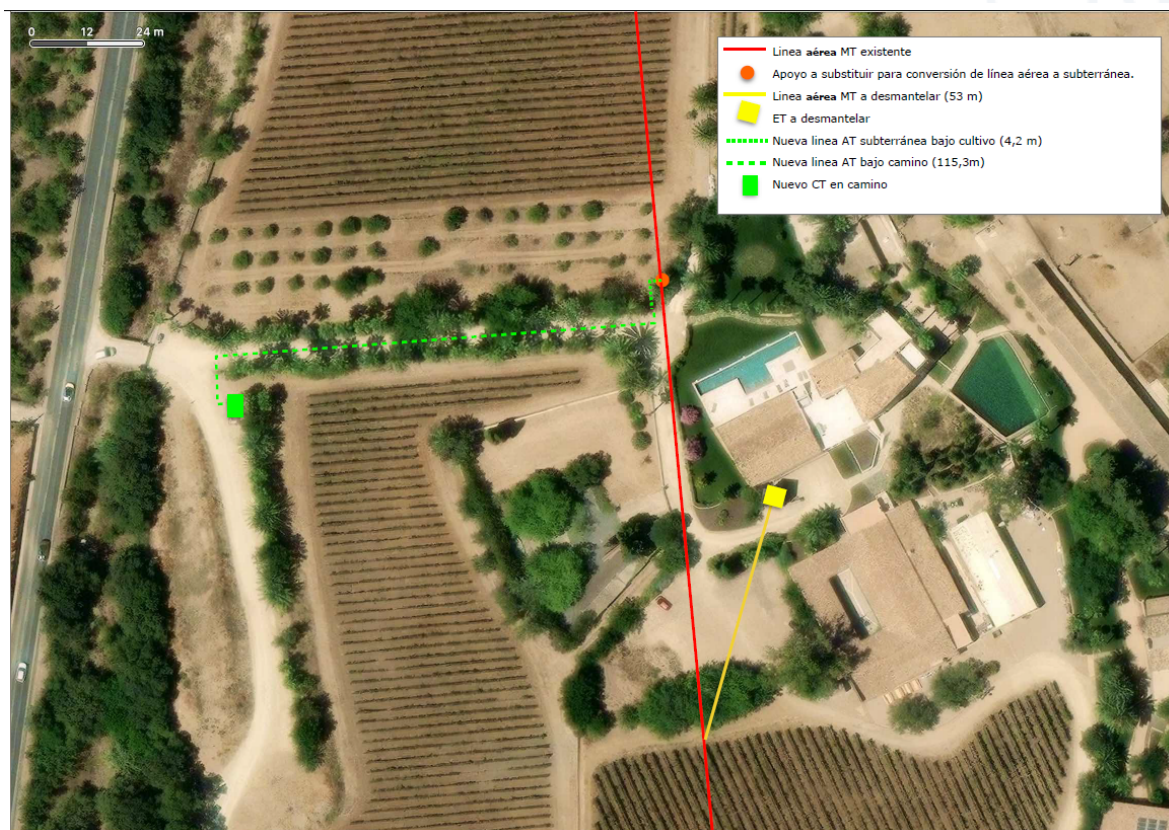 0 12 24 m
Linea aérea MT existente
Apoyo a substituir para conversión de línea aérea a subterránea.
Linea aérea MT a desmantelar (53 m)
ET a desmantelar
Nueva linea AT subterránea bajo cultivo (4,2 m)
Nueva linea AT bajo camino (115,3m)
Nuevo CT en camino